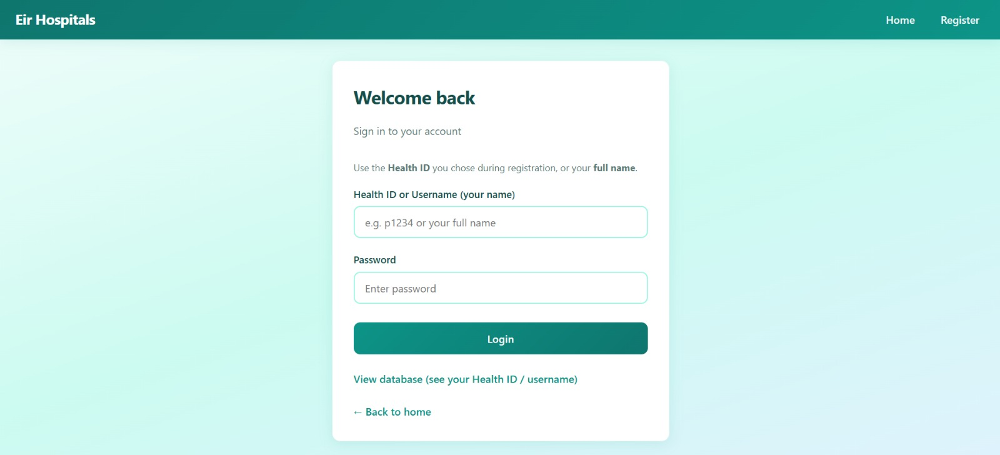 Eir Hospitals
Home
Register
Welcome back
Sign in to your account
Use the Health ID you chose during registration, or your full name.
Health ID or Username (your name)
e.g. p1234 or your full name
Password
Enter password
Login
View database (see your Health ID / username)
← Back to home